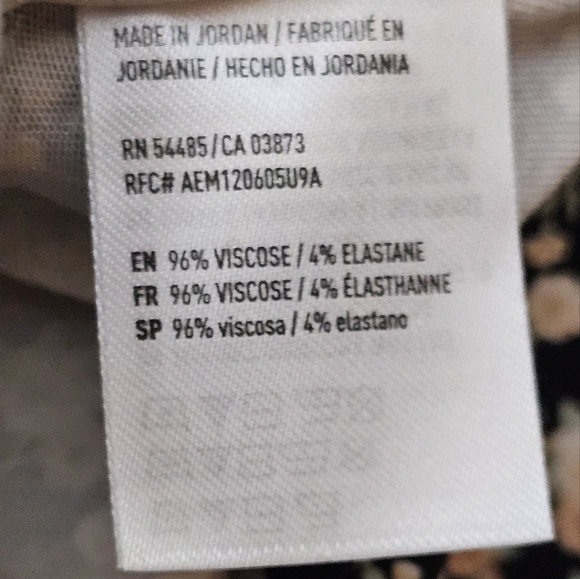 MADE IN JORDAN / FABRIQUÉ EN
JORDANIE / HECHO EN JORDANIA
RN 54485 / CA 03873
RFC# AEM120605U9A
EN 96% VISCOSE / 4% ELASTANE
FR 96% VISCOSE / 4% ÉLASTHANNE
SP 96% viscosa / 4% elastano